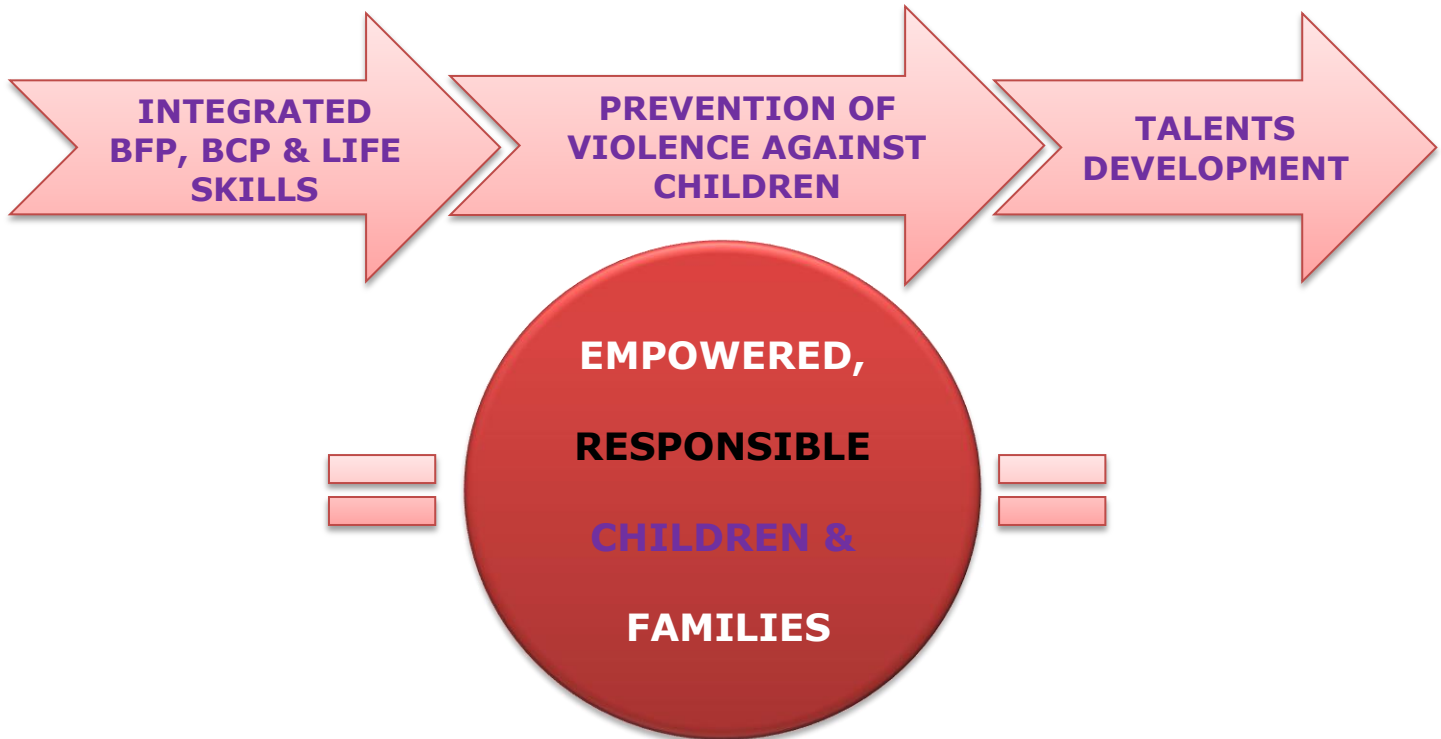 INTEGRATED
BFP, BCP & LIFE
SKILLS
PREVENTION OF
VIOLENCE AGAINST
CHILDREN
TALENTS
DEVELOPMENT
EMPOWERED,
RESPONSIBLE
CHILDREN &
FAMILIES